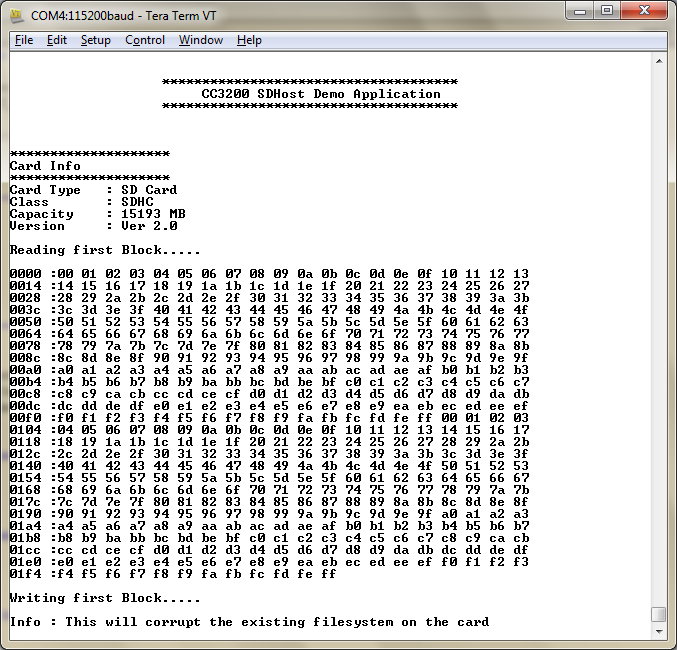 COM4:115200baud - Tera Term VT
File Edit Setup Control Window Help
*************************************
CC3200 SDHost Demo Application
*************************************
********************
Card Info
********************
Card Type : SD Card
Class : SDHC
Capacity : 15193 MB
Version : Ver 2.0
Reading first Block.....
0000 :00 01 02 03 04 05 06 07 08 09 0a 0b 0c 0d 0e 0f 10 11 12 13
0014 :14 15 16 17 18 19 1a 1b 1c 1d 1e 1f 20 21 22 23 24 25 26 27
0028 :28 29 2a 2b 2c 2d 2e 2f 30 31 32 33 34 35 36 37 38 39 3a 3b
003c :3c 3d 3e 3f 40 41 42 43 44 45 46 47 48 49 4a 4b 4c 4d 4e 4f
0050 :50 51 52 53 54 55 56 57 58 59 5a 5b 5c 5d 5e 5f 60 61 62 63
0064 :64 65 66 67 68 69 6a 6b 6c 6d 6e 6f 70 71 72 73 74 75 76 77
0078 :78 79 7a 7b 7c 7d 7e 7f 80 81 82 83 84 85 86 87 88 89 8a 8b
008c :8c 8d 8e 8f 90 91 92 93 94 95 96 97 98 99 9a 9b 9c 9d 9e 9f
00a0 :a0 a1 a2 a3 a4 a5 a6 a7 a8 a9 aa ab ac ad ae af b0 b1 b2 b3
00b4 :b4 b5 b6 b7 b8 b9 ba bb bc bd be bf c0 c1 c2 c3 c4 c5 c6 c7
00c8 :c8 c9 ca cb cc cd ce cf d0 d1 d2 d3 d4 d5 d6 d7 d8 d9 da db
00dc :dc dd de df e0 e1 e2 e3 e4 e5 e6 e7 e8 e9 ea eb ec ed ee ef
00f0 :f0 f1 f2 f3 f4 f5 f6 f7 f8 f9 fa fb fc fd fe ff 00 01 02 03
0104 :04 05 06 07 08 09 0a 0b 0c 0d 0e 0f 10 11 12 13 14 15 16 17
0118 :18 19 1a 1b 1c 1d 1e 1f 20 21 22 23 24 25 26 27 28 29 2a 2b
012c :2c 2d 2e 2f 30 31 32 33 34 35 36 37 38 39 3a 3b 3c 3d 3e 3f
0140 :40 41 42 43 44 45 46 47 48 49 4a 4b 4c 4d 4e 4f 50 51 52 53
0154 :54 55 56 57 58 59 5a 5b 5c 5d 5e 5f 60 61 62 63 64 65 66 67
0168 :68 69 6a 6b 6c 6d 6e 6f 70 71 72 73 74 75 76 77 78 79 7a 7b
017c :7c 7d 7e 7f 80 81 82 83 84 85 86 87 88 89 8a 8b 8c 8d 8e 8f
0190 :90 91 92 93 94 95 96 97 98 99 9a 9b 9c 9d 9e 9f a0 a1 a2 a3
01a4 :a4 a5 a6 a7 a8 a9 aa ab ac ad ae af b0 b1 b2 b3 b4 b5 b6 b7
01b8 :b8 b9 ba bb bc bd be bf c0 c1 c2 c3 c4 c5 c6 c7 c8 c9 ca cb
01cc :cc cd ce cf d0 d1 d2 d3 d4 d5 d6 d7 d8 d9 da db dc dd de df
01e0 :e0 e1 e2 e3 e4 e5 e6 e7 e8 e9 ea eb ec ed ee ef f0 f1 f2 f3
01f4 :f4 f5 f6 f7 f8 f9 fa fb fc fd fe ff
Writing first Block.....
Info : This will corrupt the existing filesystem on the card